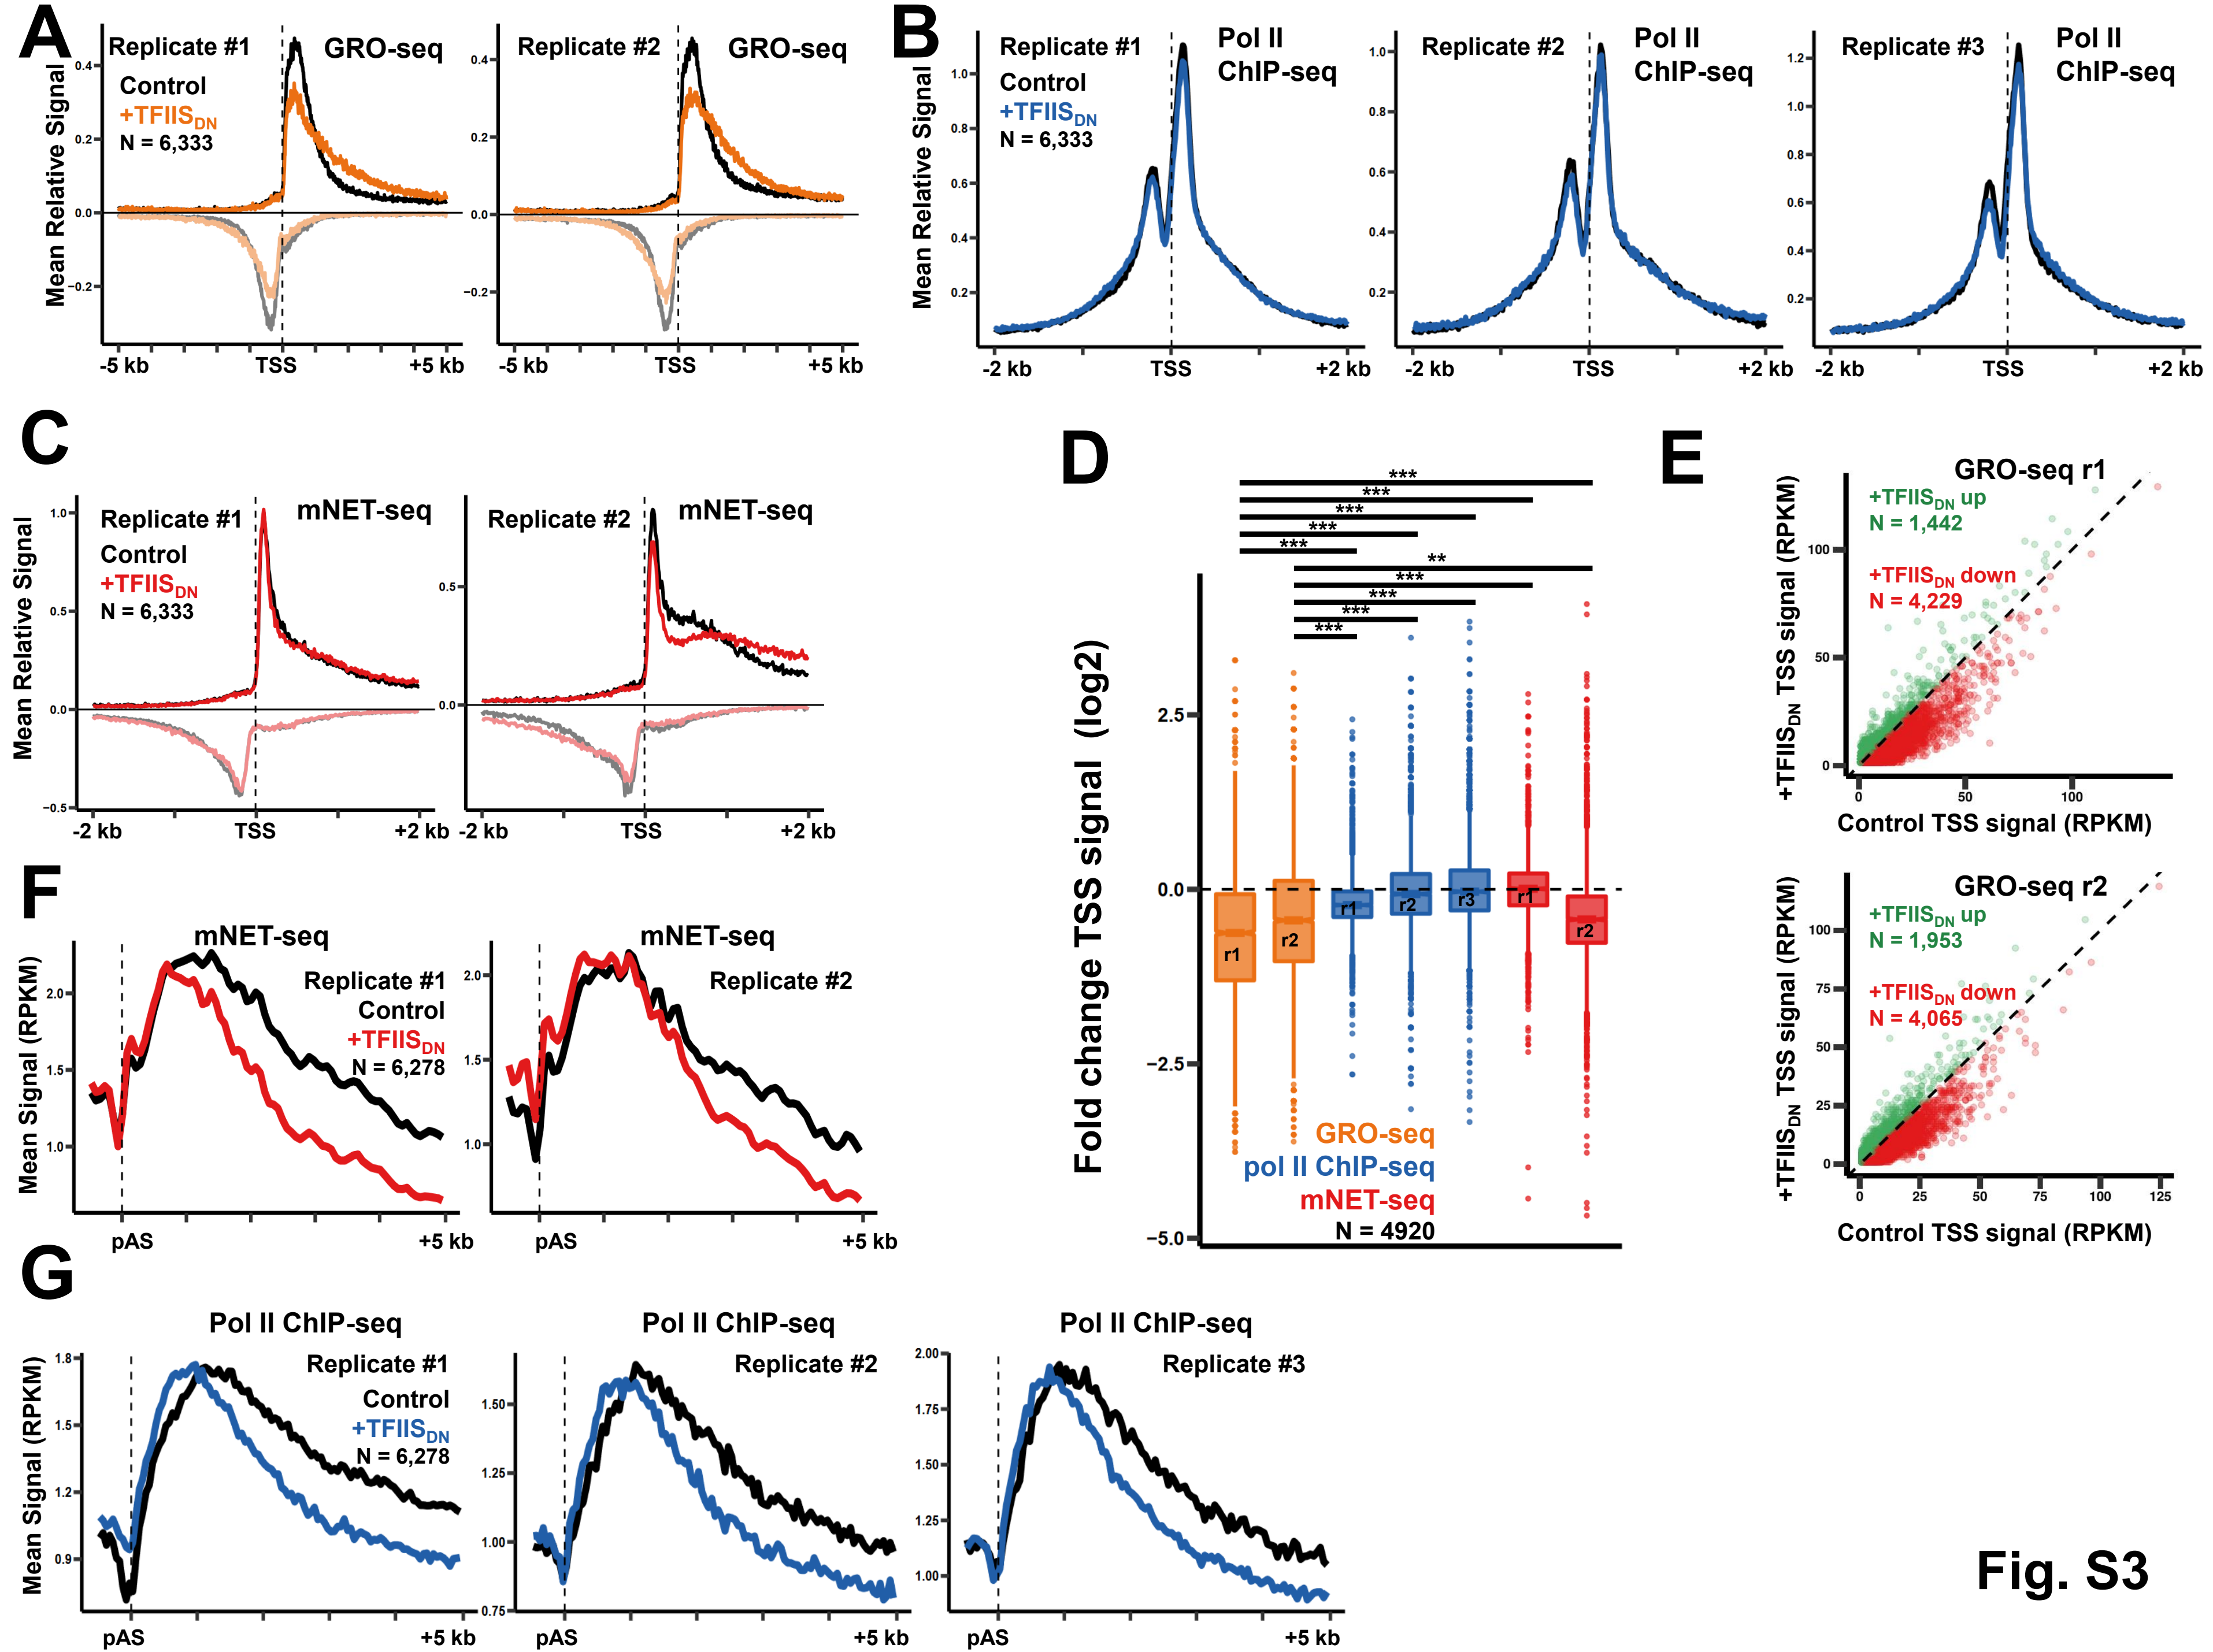 A
Replicate #1
GRO-seq
Control
+TFIISDN
N = 6,333
Mean Relative Signal
0.4
0.2
0.0
−0.2
-5 kb
TSS
+5 kb
Replicate #2
GRO-seq
0.4
0.2
0.0
−0.2
-5 kb
TSS
+5 kb
B
Replicate #1
Pol II
ChIP-seq
Control
+TFIISDN
N = 6,333
Mean Relative Signal
1.0
0.8
0.6
0.4
0.2
-2 kb
TSS
+2 kb
Replicate #2
Pol II
ChIP-seq
1.0
0.8
0.6
0.4
0.2
-2 kb
TSS
+2 kb
Replicate #3
Pol II
ChIP-seq
1.2
1.0
0.8
0.6
0.4
0.2
-2 kb
TSS
+2 kb
C
Replicate #1
mNET-seq
Control
+TFIISDN
N = 6,333
Mean Relative Signal
1.0
0.5
0.0
−0.5
-2 kb
TSS
+2 kb
Replicate #2
mNET-seq
0.5
0.0
-2 kb
TSS
+2 kb
D
***
***
***
***
***
**
***
***
***
***
Fold change TSS signal (log2)
2.5
0.0
−2.5
−5.0
r1
r2
r1
r2
r3
r1
r2
GRO-seq
pol II ChIP-seq
mNET-seq
N = 4920
E
GRO-seq r1
+TFIISDN up
N = 1,442
+TFIISDN down
N = 4,229
+TFIISDN TSS signal (RPKM)
100
50
0
0
50
100
Control TSS signal (RPKM)
GRO-seq r2
+TFIISDN up
N = 1,953
+TFIISDN down
N = 4,065
+TFIISDN TSS signal (RPKM)
100
75
50
25
0
0
25
50
75
100
125
Control TSS signal (RPKM)
F
mNET-seq
Replicate #1
Control
+TFIISDN
N = 6,278
Mean Signal (RPKM)
2.0
1.5
1.0
pAS
+5 kb
mNET-seq
Replicate #2
2.0
1.5
1.0
pAS
+5 kb
G
Pol II ChIP-seq
Replicate #1
Control
+TFIISDN
N = 6,278
Mean Signal (RPKM)
1.8
1.5
1.2
0.9
pAS
+5 kb
Pol II ChIP-seq
Replicate #2
1.50
1.25
1.00
0.75
pAS
+5 kb
Pol II ChIP-seq
Replicate #3
2.00
1.75
1.50
1.25
1.00
pAS
+5 kb
Fig. S3